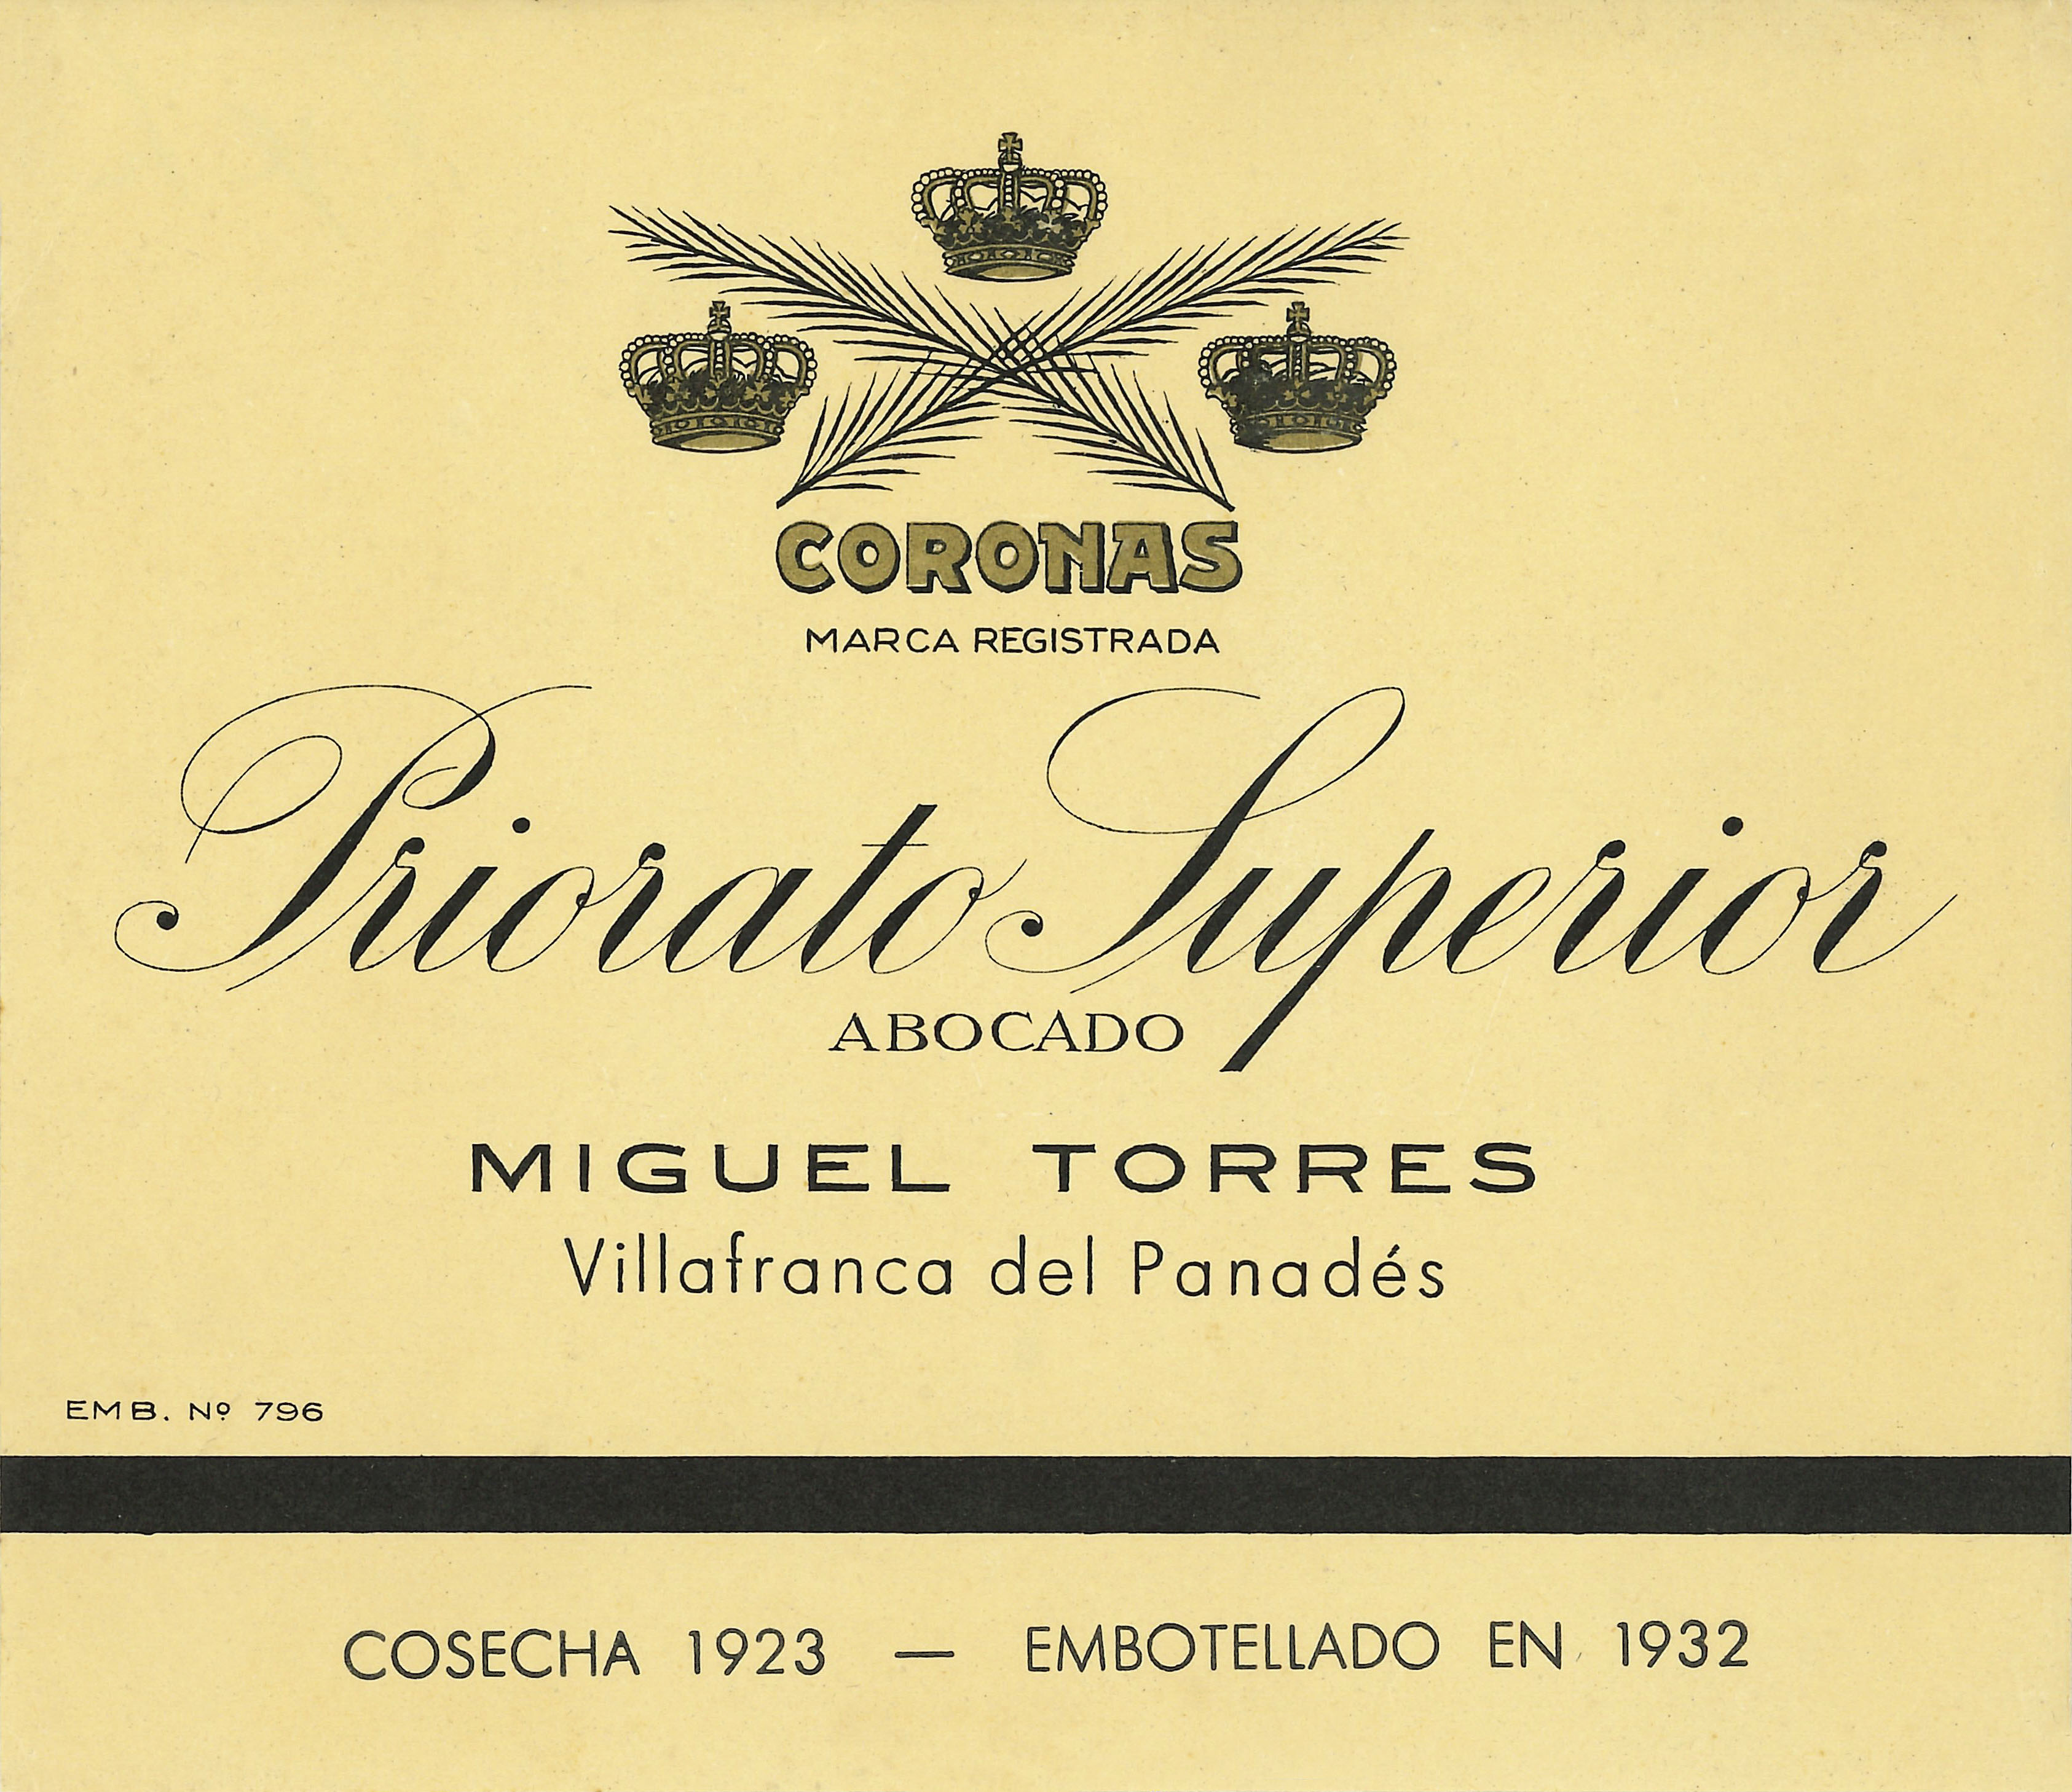 CORONAS
MARCA REGISTRADA
Priorato Superior
ABOCADO
MIGUEL TORRES
Villafranca del Panadés
EMB. Nº 796
COSECHA 1923 — EMBOTELLADO EN 1932